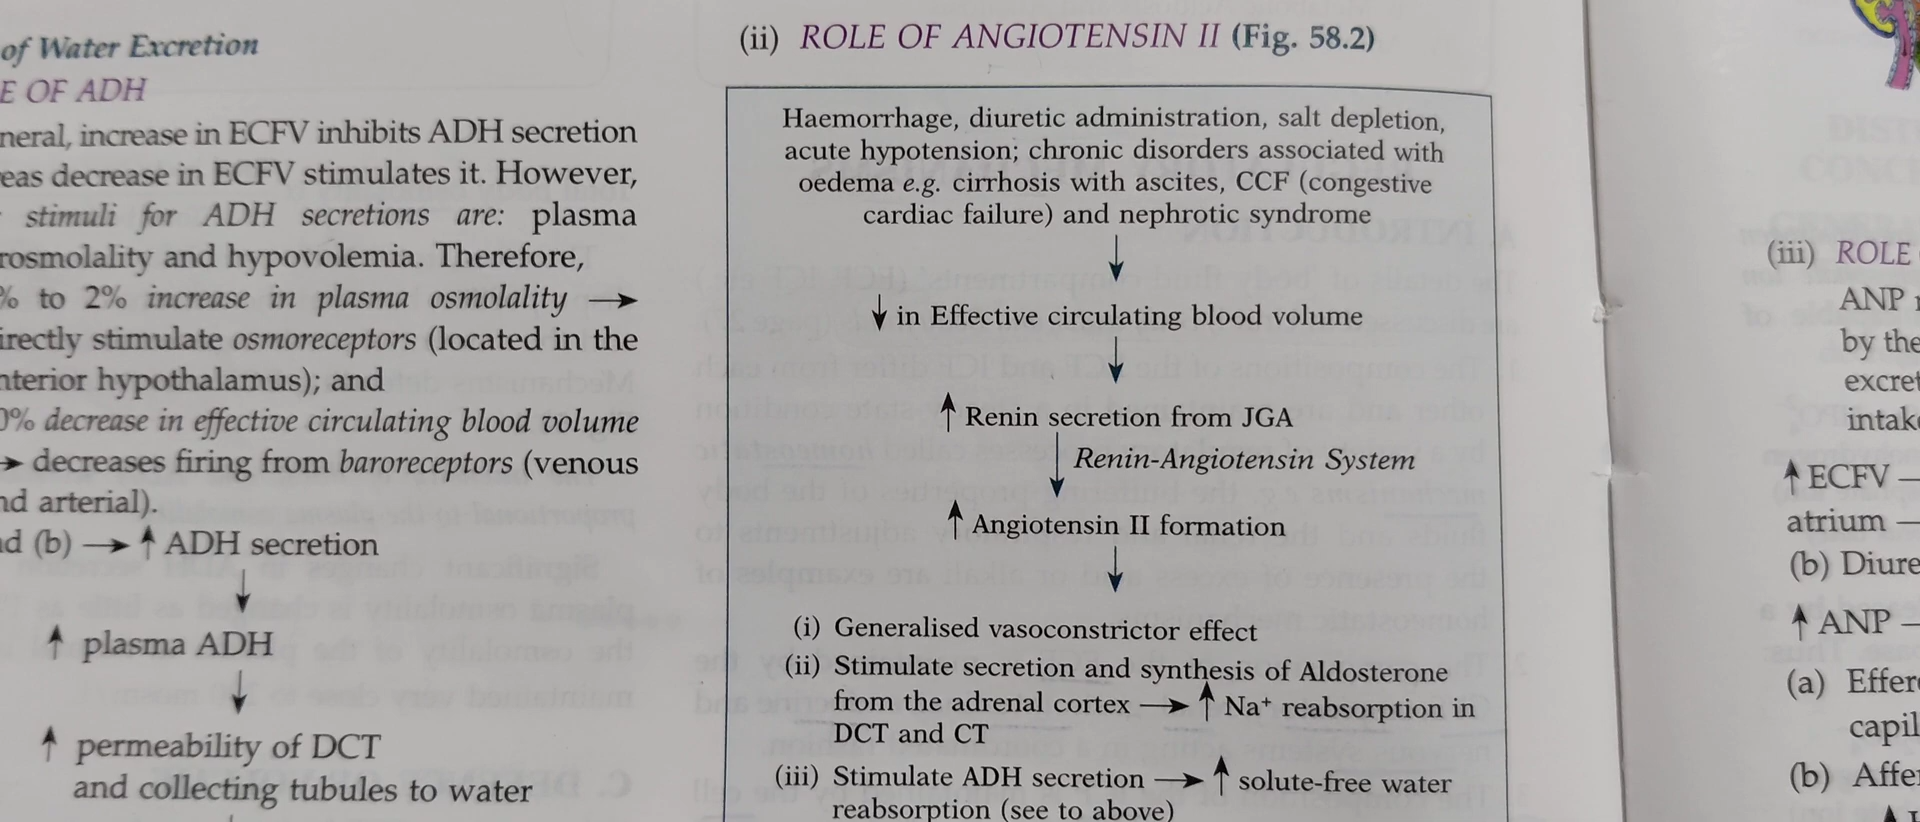 of Water Excretion
E OF ADH
neral, increase in ECFV inhibits ADH secretion
eas decrease in ECFV stimulates it. However,
stimuli for ADH secretions are: plasma
rosmolality and hypovolemia. Therefore,
% to 2% increase in plasma osmolality →
irectly stimulate osmoreceptors (located in the
nterior hypothalamus); and
0% decrease in effective circulating blood volume
→ decreases firing from baroreceptors (venous
nd arterial).
nd (b) → ↑ ADH secretion
↓
↑ plasma ADH
↓
↑ permeability of DCT
and collecting tubules to water
(ii) ROLE OF ANGIOTENSIN II (Fig. 58.2)
Haemorrhage, diuretic administration, salt depletion,
acute hypotension; chronic disorders associated with
oedema e.g. cirrhosis with ascites, CCF (congestive
cardiac failure) and nephrotic syndrome
↓
↓ in Effective circulating blood volume
↓
↑ Renin secretion from JGA
↓ Renin-Angiotensin System
↑ Angiotensin II formation
↓
(i) Generalised vasoconstrictor effect
(ii) Stimulate secretion and synthesis of Aldosterone
from the adrenal cortex → ↑ Na⁺ reabsorption in
DCT and CT
(iii) Stimulate ADH secretion → ↑ solute-free water
reabsorption (see to above)
(iii) ROLE
ANP
by the
excret
intake
↑ ECFV —
atrium —
(b) Diure
↑ ANP —
(a) Effere
capil
(b) Affer